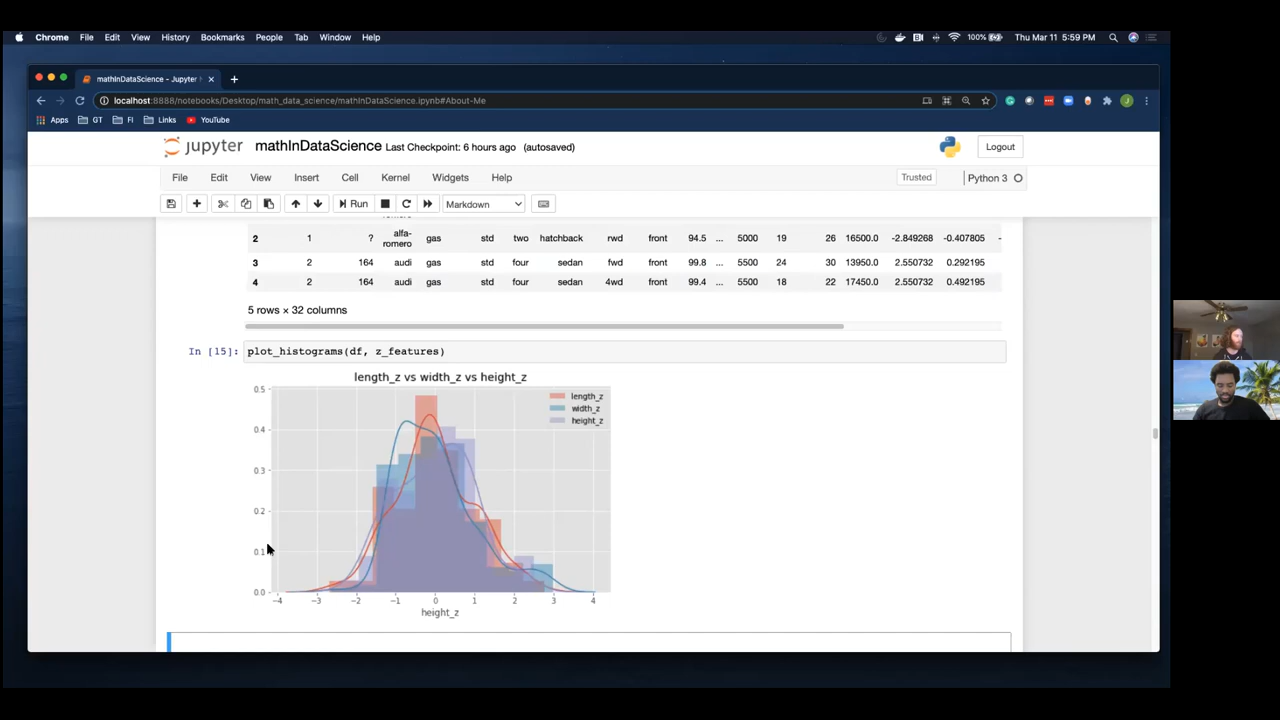 Chrome File Edit View History Bookmarks People Tab Window Help 100% Thu Mar 11 5:59 PM
mathInDataScience - Jupyter N
localhost:8888/notebooks/Desktop/math_data_science/mathInDataScience.ipynb#About-Me
Apps GT FI Links YouTube
jupyter mathInDataScience Last Checkpoint: 6 hours ago (autosaved) Logout
File Edit View Insert Cell Kernel Widgets Help Trusted Python 3
Run Markdown
romero
2 1 ? alfa-romero gas std two hatchback rwd front 94.5 ... 5000 19 26 16500.0 -2.849268 -0.407805 -
3 2 164 audi gas std four sedan fwd front 99.8 ... 5500 24 30 13950.0 2.550732 0.292195
4 2 164 audi gas std four sedan 4wd front 99.4 ... 5500 18 22 17450.0 2.550732 0.492195
5 rows × 32 columns
In [15]: plot_histograms(df, z_features)
length_z vs width_z vs height_z
0.5
0.4
0.3
0.2
0.1
0.0
length_z
width_z
height_z
−4 −3 −2 −1 0 1 2 3 4
height_z